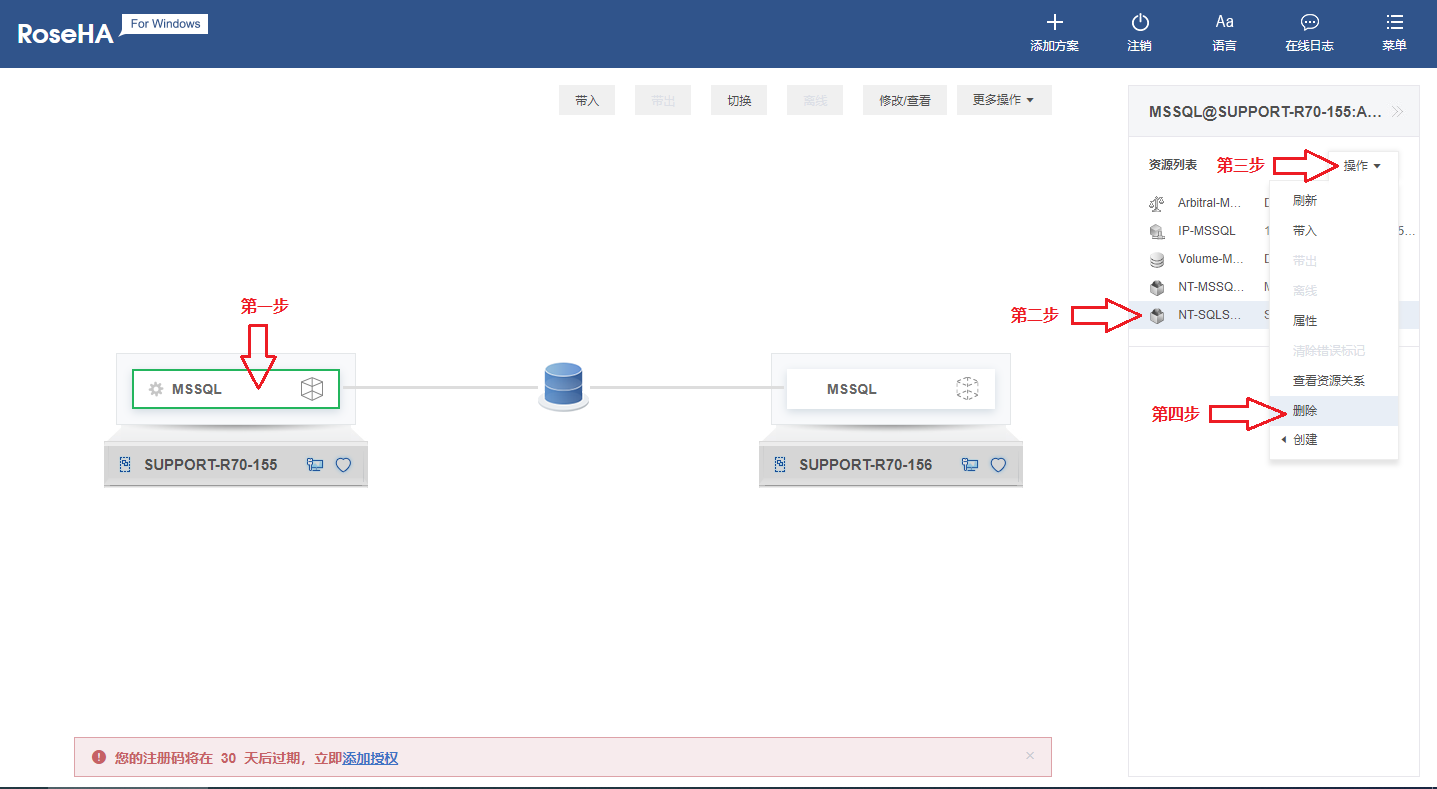 RoseHA For Windows
添加方案 注销 Aa 语言 在线日志 菜单
带入 带出 切换 离线 修改/查看 更多操作
MSSQL@SUPPORT-R70-155:A...
资源列表 第三步 操作
Arbitral-M...
IP-MSSQL 1 5...
Volume-M...
NT-MSSQ...
第二步 NT-SQLS... S
刷新
带入
带出
离线
属性
清除错误标记
查看资源关系
第四步 删除
创建
第一步
MSSQL
MSSQL
SUPPORT-R70-155
SUPPORT-R70-156
您的注册码将在 30 天后过期，立即添加授权